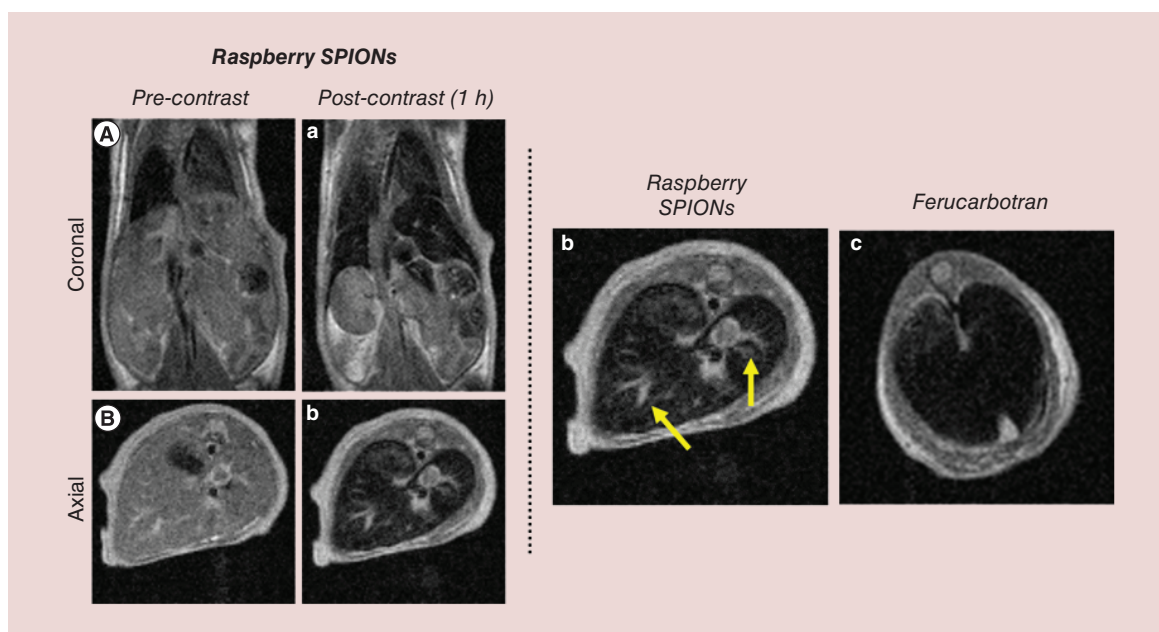 Raspberry SPIONs
Pre-contrast
Post-contrast (1 h)
A
a
Coronal
B
b
Axial
Raspberry
SPIONs
Ferucarbotran
b
c